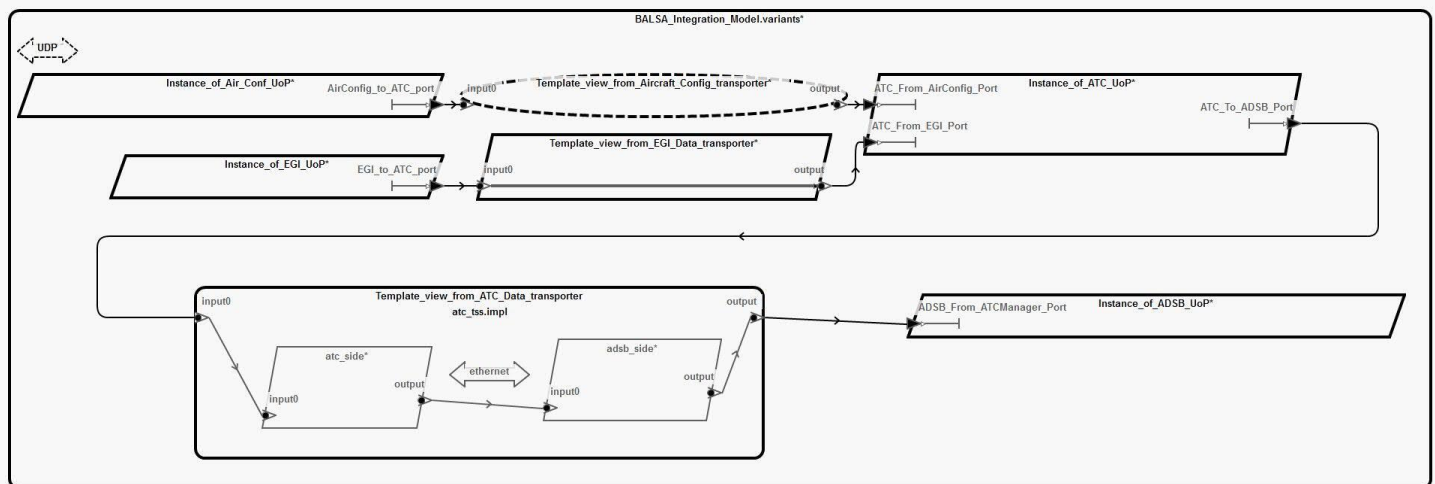 BALSA_Integration_Model.variants*
UDP
Instance_of_Air_Conf_UoP*
AirConfig_to_ATC_port
input0
Template_view_from_Aircraft_Config_transporter*
output
Instance_of_ATC_UoP*
ATC_From_AirConfig_Port
ATC_To_ADSB_Port
ATC_From_EGI_Port
Instance_of_EGI_UoP*
EGI_to_ATC_port
Template_view_from_EGI_Data_transporter*
input0
output
input0
Template_view_from_ATC_Data_transporter
atc_tss.impl
output
atc_side*
output
input0
ethernet
adsb_side*
output
input0
ADSB_From_ATCManager_Port
Instance_of_ADSB_UoP*